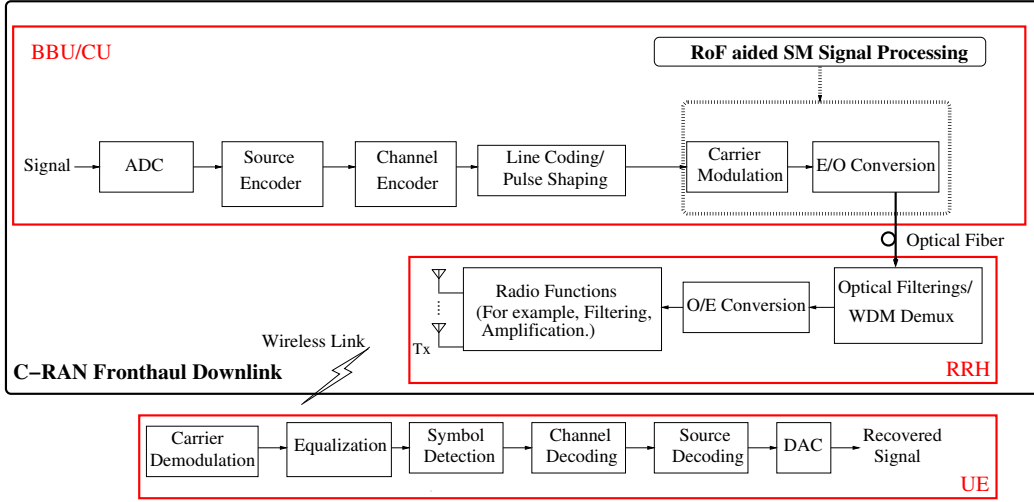 BBU/CU
RoF aided SM Signal Processing
Signal
ADC
Source
Encoder
Channel
Encoder
Line Coding/
Pulse Shaping
Carrier
Modulation
E/O Conversion
Optical Fiber
Radio Functions
(For example, Filtering,
Amplification.)
O/E Conversion
Optical Filterings/
WDM Demux
Tx
RRH
Wireless Link
C−RAN Fronthaul Downlink
Carrier
Demodulation
Equalization
Symbol
Detection
Channel
Decoding
Source
Decoding
DAC
Recovered
Signal
UE